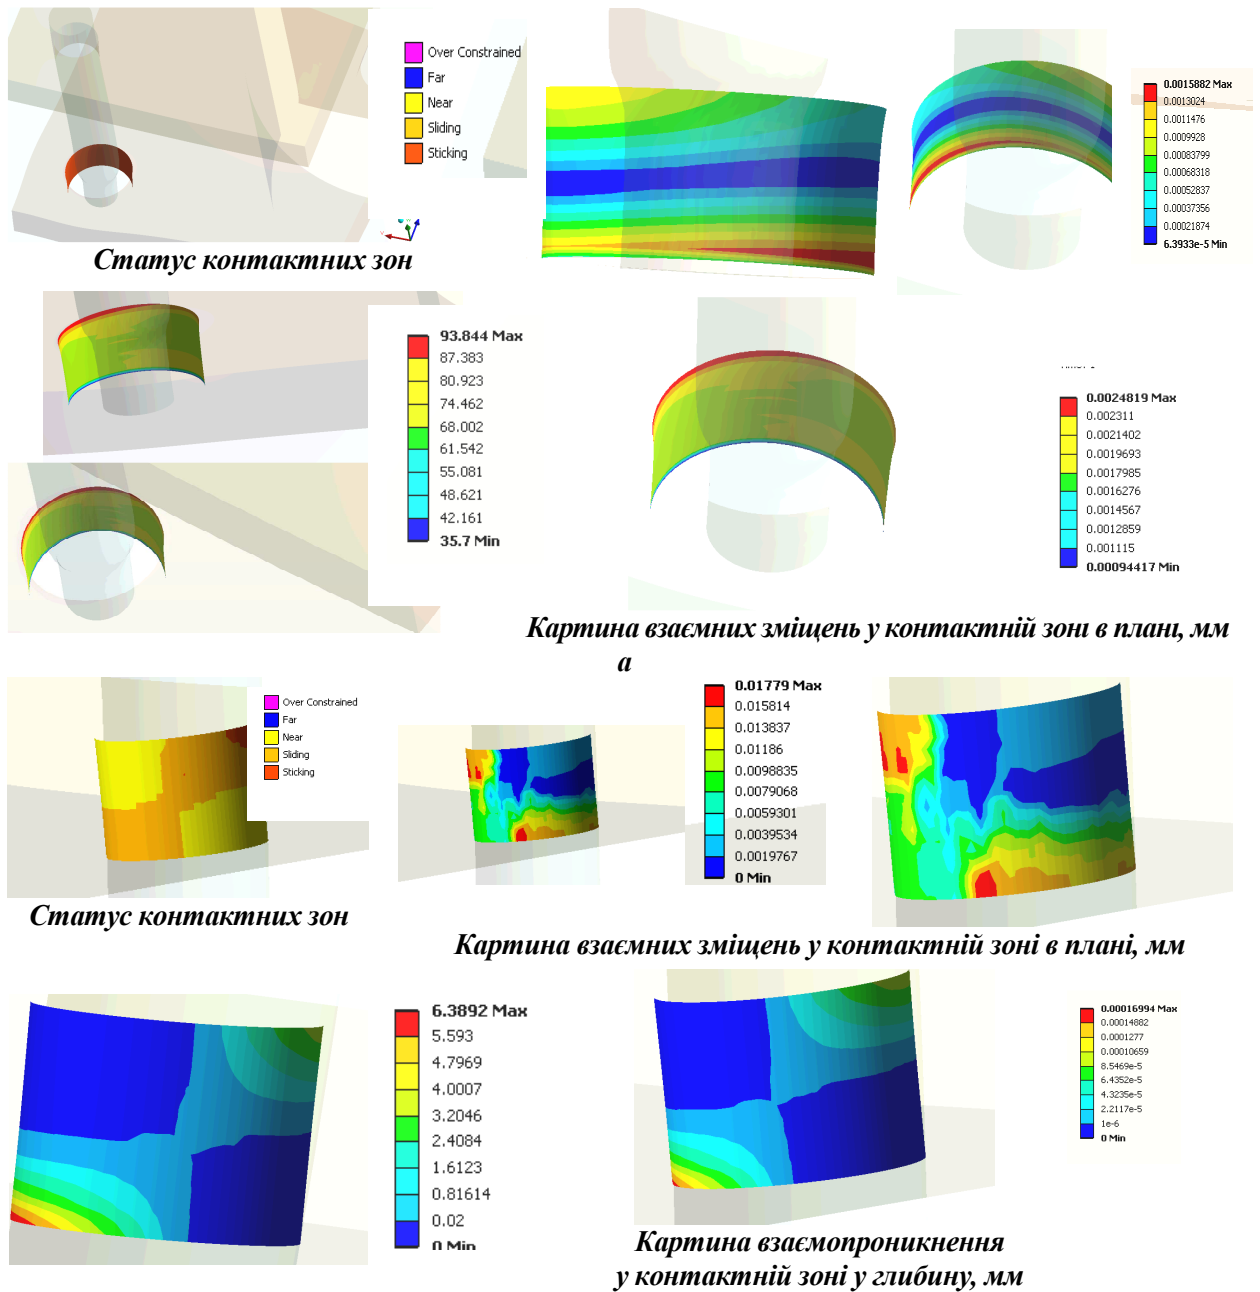 Over Constrained
Far
Near
Sliding
Sticking
Статус контактних зон
0.0015882 Max
0.0013024
0.0011476
0.0009928
0.00083799
0.00068318
0.00052837
0.00037356
0.00021874
6.3933e-5 Min
93.844 Max
87.383
80.923
74.462
68.002
61.542
55.081
48.621
42.161
35.7 Min
0.0024819 Max
0.002311
0.0021402
0.0019693
0.0017985
0.0016276
0.0014567
0.0012859
0.001115
0.00094417 Min
Картина взаємних зміщень у контактній зоні в плані, мм
а
Over Constrained
Far
Near
Sliding
Sticking
Статус контактних зон
0.01779 Max
0.015814
0.013837
0.01186
0.0098835
0.0079068
0.0059301
0.0039534
0.0019767
0 Min
Картина взаємних зміщень у контактній зоні в плані, мм
6.3892 Max
5.593
4.7969
4.0007
3.2046
2.4084
1.6123
0.81614
0.02
0 Min
0.00016994 Max
0.00014882
0.0001277
0.00010659
8.5469e-5
6.4352e-5
4.3235e-5
2.2117e-5
1e-6
0 Min
Картина взаємопроникнення
у контактній зоні у глибину, мм